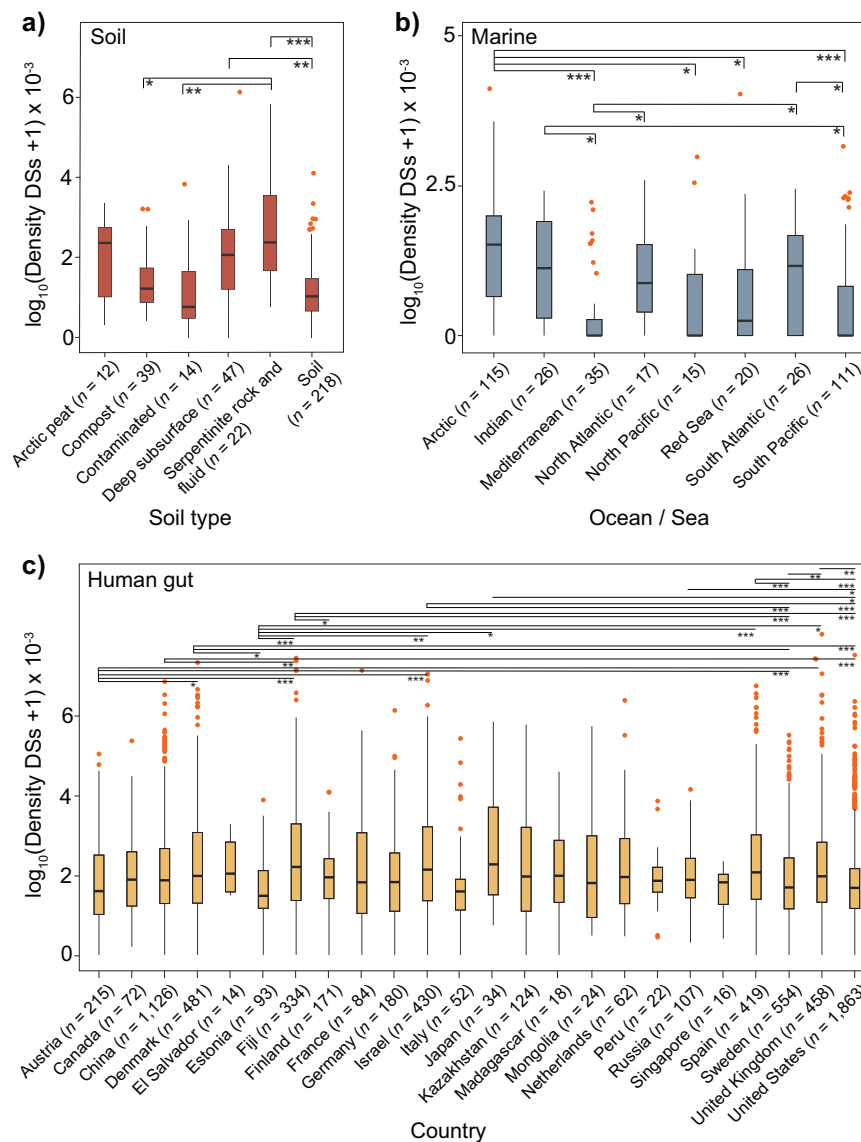 a)
Soil
***
**
*
**
log10(Density DSs +1) x 10-3
6
4
2
0
Arctic peat (n = 12)
Compost (n = 39)
Contaminated (n = 14)
Deep subsurface (n = 47)
Serpentinite rock and
fluid (n = 22)
Soil
(n = 218)
Soil type
b)
Marine
***
*
*
***
*
*
*
*
*
log10(Density DSs +1) x 10-3
5
2.5
0
Arctic (n = 115)
Indian (n = 26)
Mediterranean (n = 35)
North Atlantic (n = 17)
North Pacific (n = 15)
Red Sea (n = 20)
South Atlantic (n = 26)
South Pacific (n = 111)
Ocean / Sea
c)
Human gut
**
**
***
***
*
*
***
***
***
*
*
***
*
**
***
***
*
***
**
***
***
***
*
log10(Density DSs +1) x 10-3
6
4
2
0
Austria (n = 215)
Canada (n = 72)
China (n = 1,126)
Denmark (n = 481)
El Salvador (n = 14)
Estonia (n = 93)
Fiji (n = 334)
Finland (n = 171)
France (n = 84)
Germany (n = 180)
Israel (n = 430)
Italy (n = 52)
Japan (n = 34)
Kazakhstan (n = 124)
Madagascar (n = 18)
Mongolia (n = 24)
Netherlands (n = 62)
Peru (n = 22)
Russia (n = 107)
Singapore (n = 16)
Spain (n = 419)
Sweden (n = 554)
United Kingdom (n = 458)
United States (n = 1,863)
Country